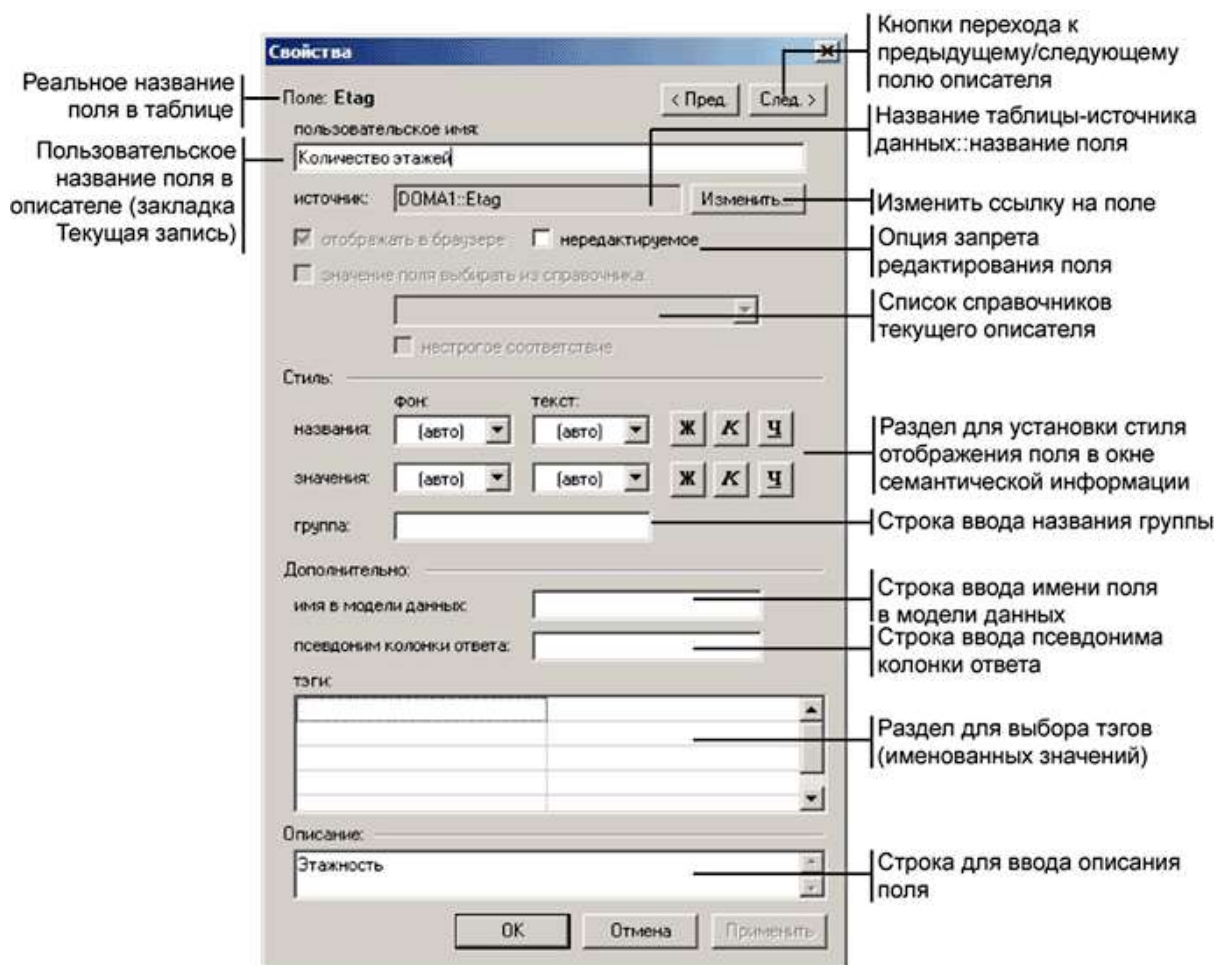 Свойства
Реальное название
поля в таблице
Пользовательское
название поля в
описателе (закладка
Текущая запись)
Поле: Etag
< Пред.
След. >
пользовательское имя:
Количество этажей
источник:
DOMA1::Etag
Изменить...
отображать в браузере
нередактируемое
значение поля выбирать из справочника:
нестрогое соответствие
Стиль:
фон:
текст:
названия:
(авто)
(авто)
Ж
К
Ч
значения:
(авто)
(авто)
Ж
К
Ч
группа:
Дополнительно:
имя в модели данных:
псевдоним колонки ответа:
тэги:
Описание:
Этажность
OK
Отмена
Применить
Кнопки перехода к
предыдущему/следующему
полю описателя
Название таблицы-источника
данных::название поля
Изменить ссылку на поле
Опция запрета
редактирования поля
Список справочников
текущего описателя
Раздел для установки стиля
отображения поля в окне
семантической информации
Строка ввода названия группы
Строка ввода имени поля
в модели данных
Строка ввода псевдонима
колонки ответа
Раздел для выбора тэгов
(именованных значений)
Строка для ввода описания
поля